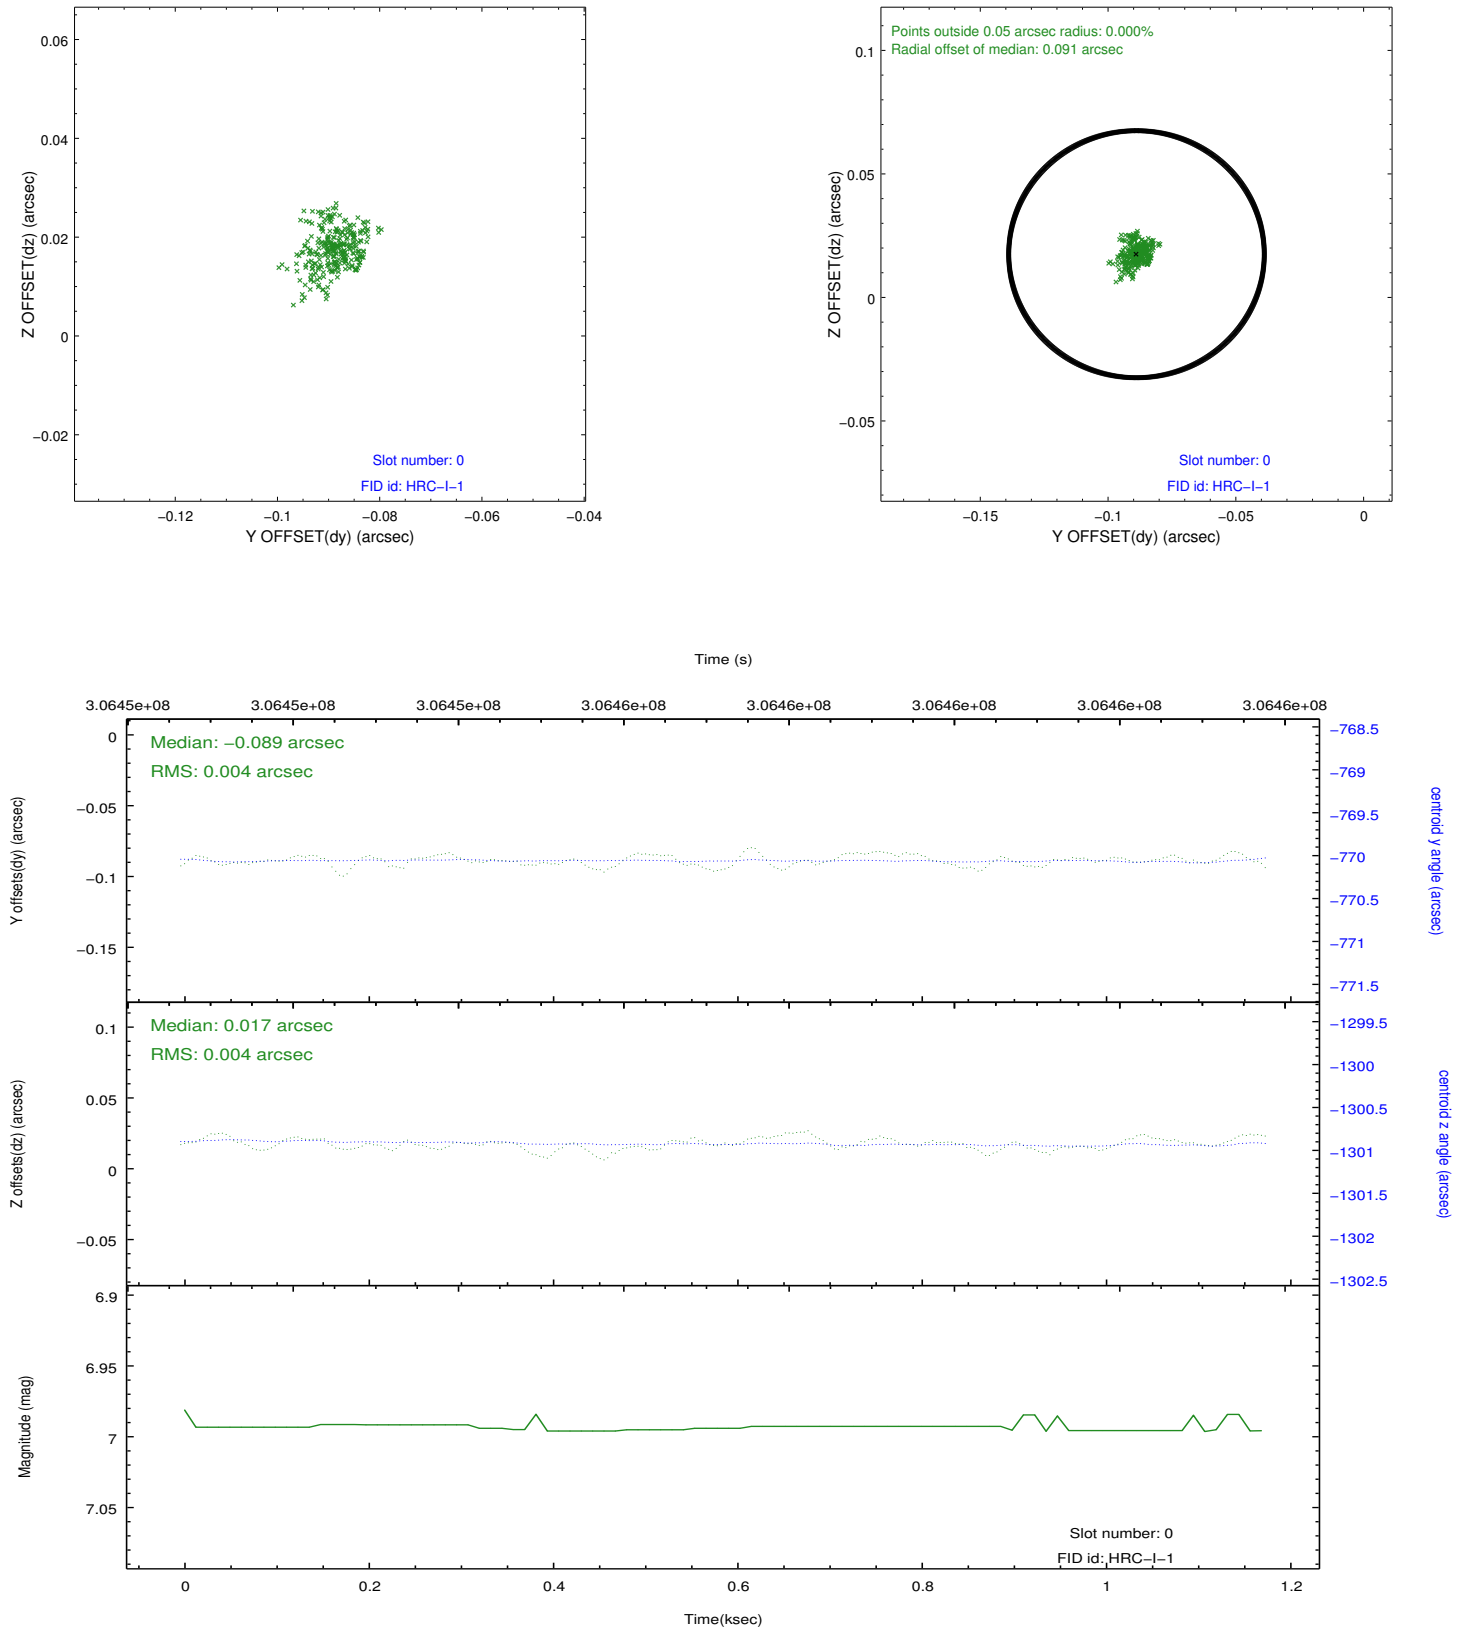 0.06
0.04
0.02
0
−0.02
Z OFFSET(dz) (arcsec)
Slot number: 0
FID id: HRC−I−1
−0.12 −0.1 −0.08 −0.06 −0.04
Y OFFSET(dy) (arcsec)
Points outside 0.05 arcsec radius: 0.000%
Radial offset of median: 0.091 arcsec
0.1
0.05
0
−0.05
Z OFFSET(dz) (arcsec)
Slot number: 0
FID id: HRC−I−1
−0.15 −0.1 −0.05 0
Y OFFSET(dy) (arcsec)
Time (s)
3.0645e+08 3.0645e+08 3.0645e+08 3.0646e+08 3.0646e+08 3.0646e+08 3.0646e+08 3.0646e+08
Median: −0.089 arcsec
RMS: 0.004 arcsec
0
−0.05
−0.1
−0.15
Y offsets(dy) (arcsec)
−768.5
−769
−769.5
−770
−770.5
−771
−771.5
centroid y angle (arcsec)
Median: 0.017 arcsec
RMS: 0.004 arcsec
0.1
0.05
0
−0.05
Z offsets(dz) (arcsec)
−1299.5
−1300
−1300.5
−1301
−1301.5
−1302
−1302.5
centroid z angle (arcsec)
6.9
6.95
7
7.05
Magnitude (mag)
Slot number: 0
FID id: HRC−I−1
0 0.2 0.4 0.6 0.8 1 1.2
Time(ksec)